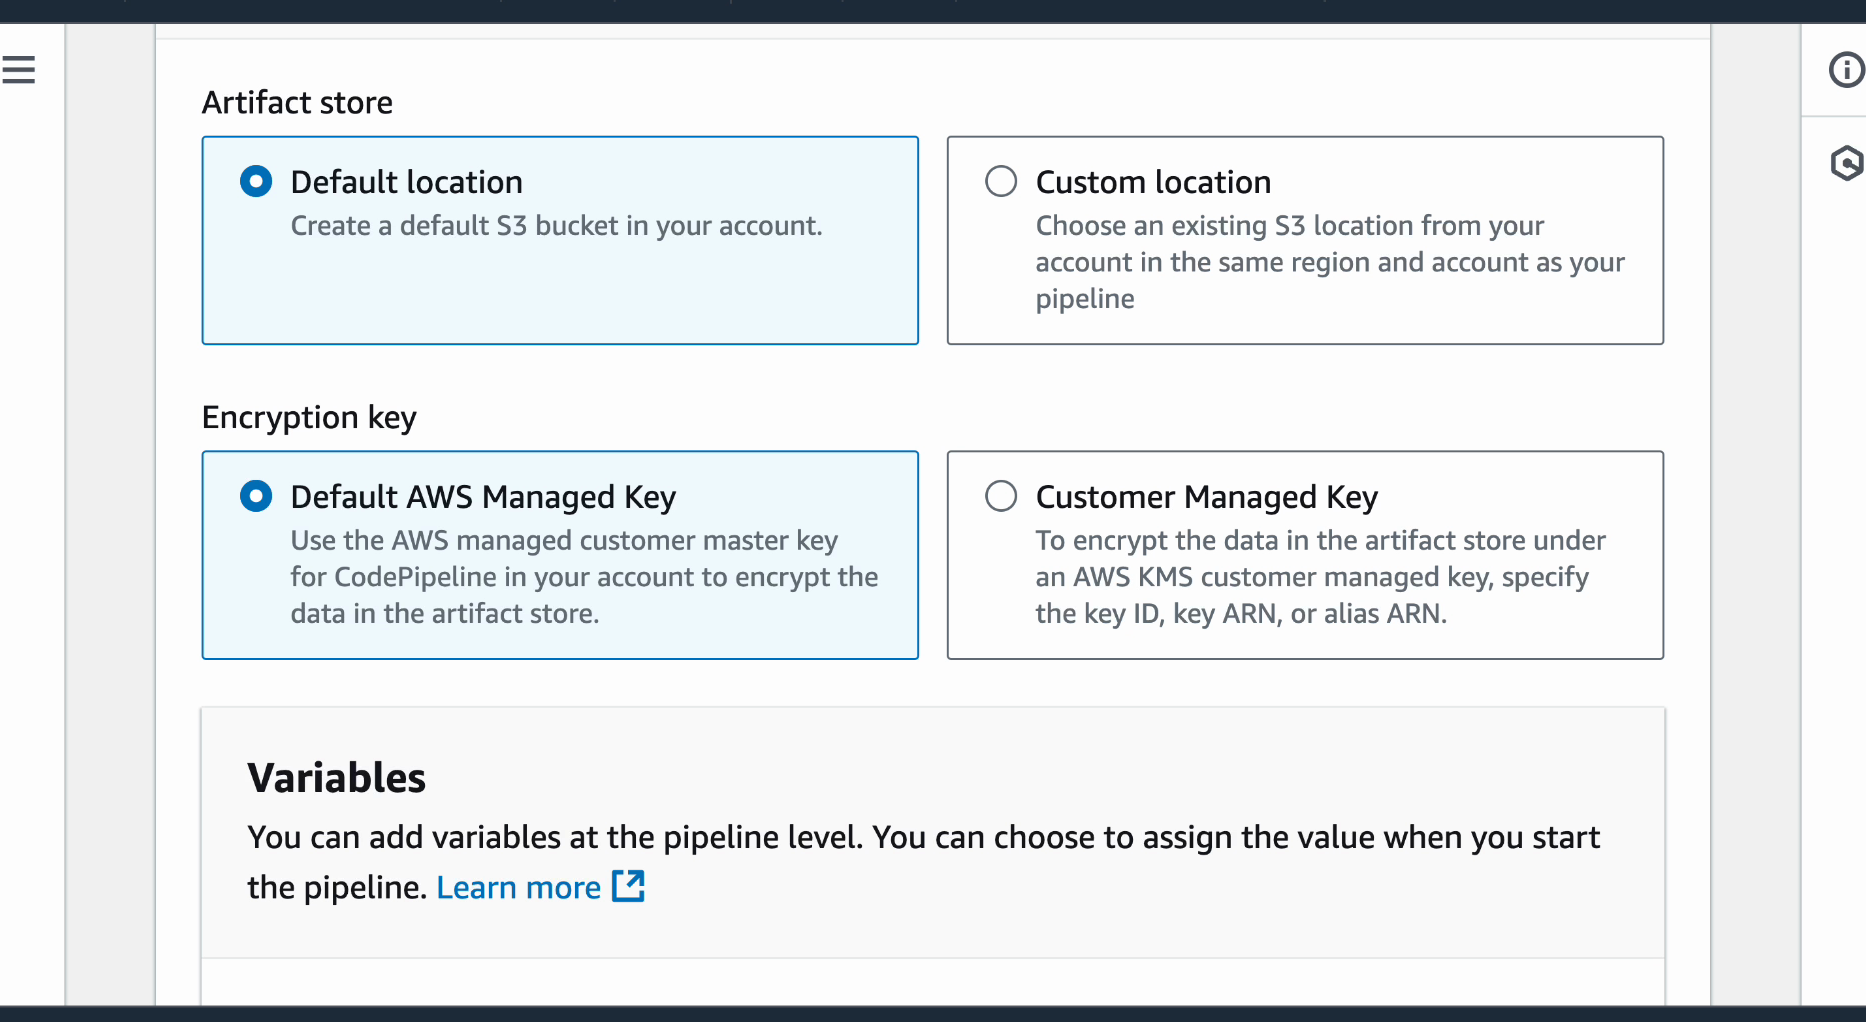 Artifact store
Default location
Create a default S3 bucket in your account.
Custom location
Choose an existing S3 location from your
account in the same region and account as your
pipeline
Encryption key
Default AWS Managed Key
Use the AWS managed customer master key
for CodePipeline in your account to encrypt the
data in the artifact store.
Customer Managed Key
To encrypt the data in the artifact store under
an AWS KMS customer managed key, specify
the key ID, key ARN, or alias ARN.
Variables
You can add variables at the pipeline level. You can choose to assign the value when you start
the pipeline. Learn more